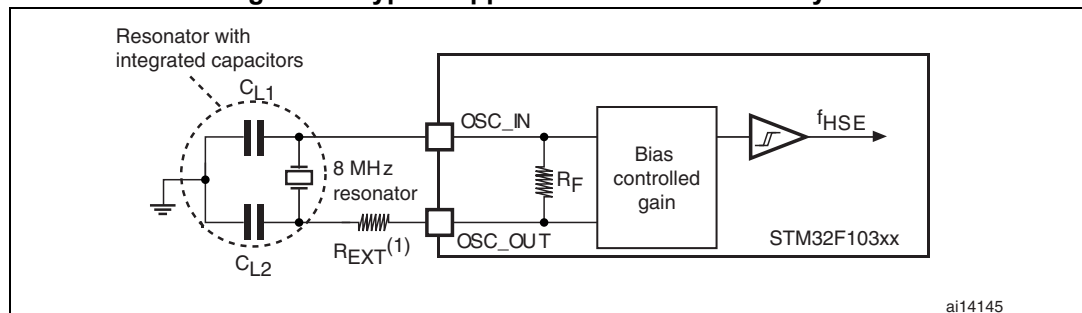 Resonator with
integrated capacitors
CL1
OSC_IN
fHSE
8 MHz
resonator
RF
Bias
controlled
gain
OSC_OUT
STM32F103xx
REXT(1)
CL2
ai14145